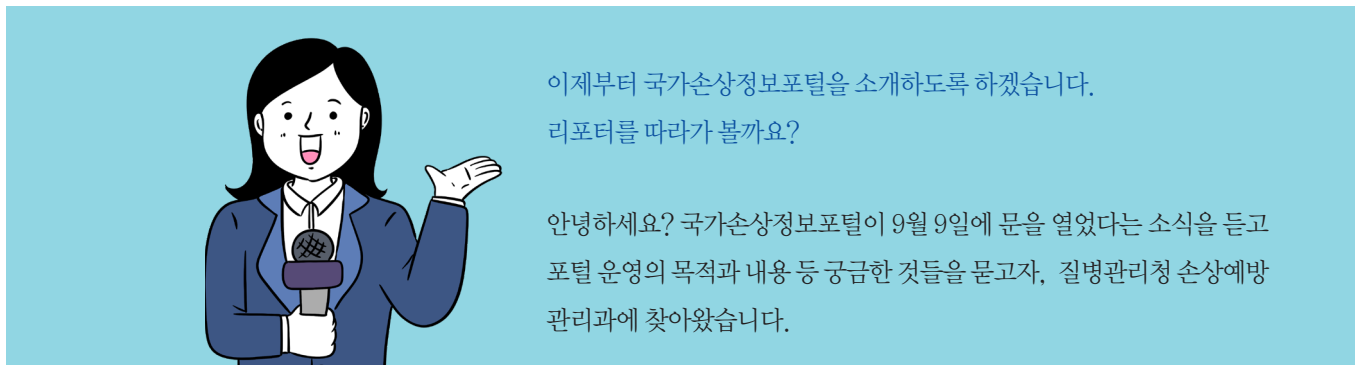 이제부터 국가손상정보포털을 소개하도록 하겠습니다.
리포터를 따라가 볼까요?
안녕하세요? 국가손상정보포털이 9월 9일에 문을 열었다는 소식을 듣고
포털 운영의 목적과 내용 등 궁금한 것들을 묻고자, 질병관리청 손상예방
관리과에 찾아왔습니다.